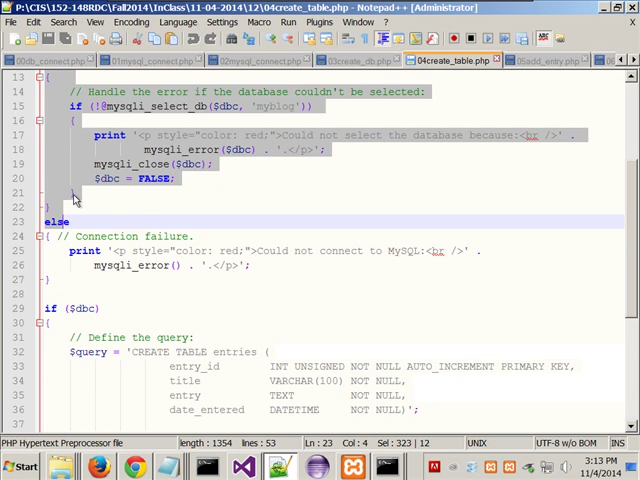 P:\CIS\152-148RDC\Fall2014\InClass\11-04-2014\12\04create_table.php - Notepad++ [Administrator]
File Edit Search View Encoding Language Settings Macro Run Plugins Window ?
00db_connect.php 01mysql_connect.php 02mysql_connect.php 03create_db.php 04create_table.php 05add_entry.php 06
13 {
14 // Handle the error if the database couldn't be selected:
15 if (!@mysqli_select_db($dbc, 'myblog'))
16 {
17 print '<p style="color: red;">Could not select the database because:<br />' .
18 mysqli_error($dbc) . '.</p>';
19 mysqli_close($dbc);
20 $dbc = FALSE;
21 }
22 }
23 else
24 { // Connection failure.
25 print '<p style="color: red;">Could not connect to MySQL:<br />' .
26 mysqli_error() . '.</p>';
27 }
28
29 if ($dbc)
30 {
31 // Define the query:
32 $query = 'CREATE TABLE entries (
33 entry_id INT UNSIGNED NOT NULL AUTO_INCREMENT PRIMARY KEY,
34 title VARCHAR(100) NOT NULL,
35 entry TEXT NOT NULL,
36 date_entered DATETIME NOT NULL)';
37
PHP Hypertext Preprocessor file length : 1354 lines : 53 Ln : 23 Col : 4 Sel : 323 | 12 UNIX UTF-8 w/o BOM INS
Start 3:13 PM
11/4/2014